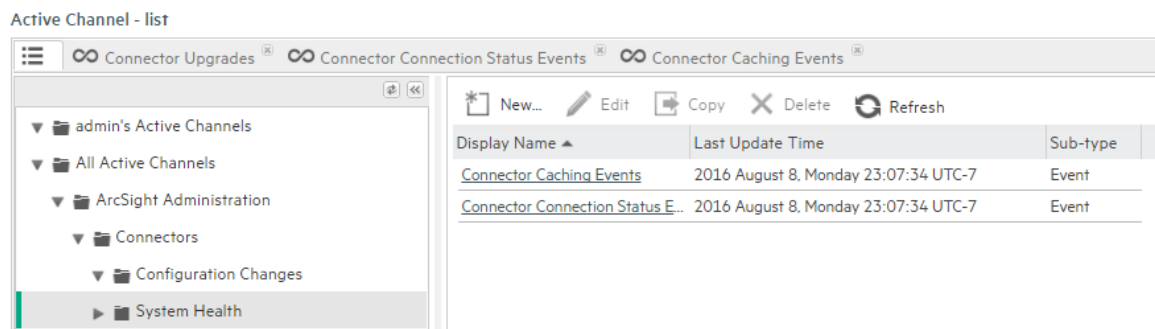 Active Channel - list
Connector Upgrades Connector Connection Status Events Connector Caching Events
New... Edit Copy Delete Refresh
admin's Active Channels
All Active Channels
ArcSight Administration
Connectors
Configuration Changes
System Health
Display Name Last Update Time Sub-type
Connector Caching Events 2016 August 8, Monday 23:07:34 UTC-7 Event
Connector Connection Status E... 2016 August 8, Monday 23:07:34 UTC-7 Event